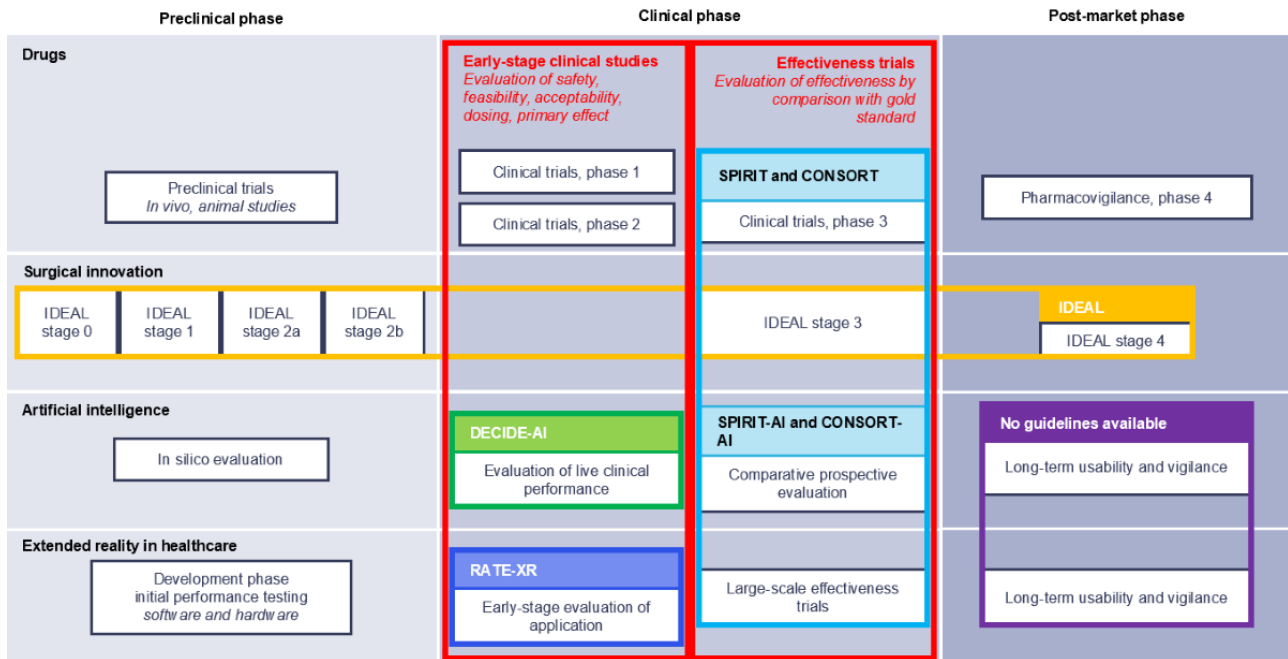 Preclinical phase
Clinical phase
Post-market phase
Drugs
Early-stage clinical studies
Evaluation of safety,
feasibility, acceptability,
dosing, primary effect
Effectiveness trials
Evaluation of effectiveness by
comparison with gold
standard
Preclinical trials
In vivo, animal studies
Clinical trials, phase 1
Clinical trials, phase 2
SPIRIT and CONSORT
Clinical trials, phase 3
Pharmacovigilance, phase 4
Surgical innovation
IDEAL
stage 0
IDEAL
stage 1
IDEAL
stage 2a
IDEAL
stage 2b
IDEAL stage 3
IDEAL
IDEAL stage 4
Artificial intelligence
In silico evaluation
DECIDE-AI
Evaluation of live clinical
performance
SPIRIT-AI and CONSORT-
AI
Comparative prospective
evaluation
No guidelines available
Long-term usability and vigilance
Extended reality in healthcare
Development phase
initial performance testing
software and hardware
RATE-XR
Early-stage evaluation of
application
Large-scale effectiveness
trials
Long-term usability and vigilance